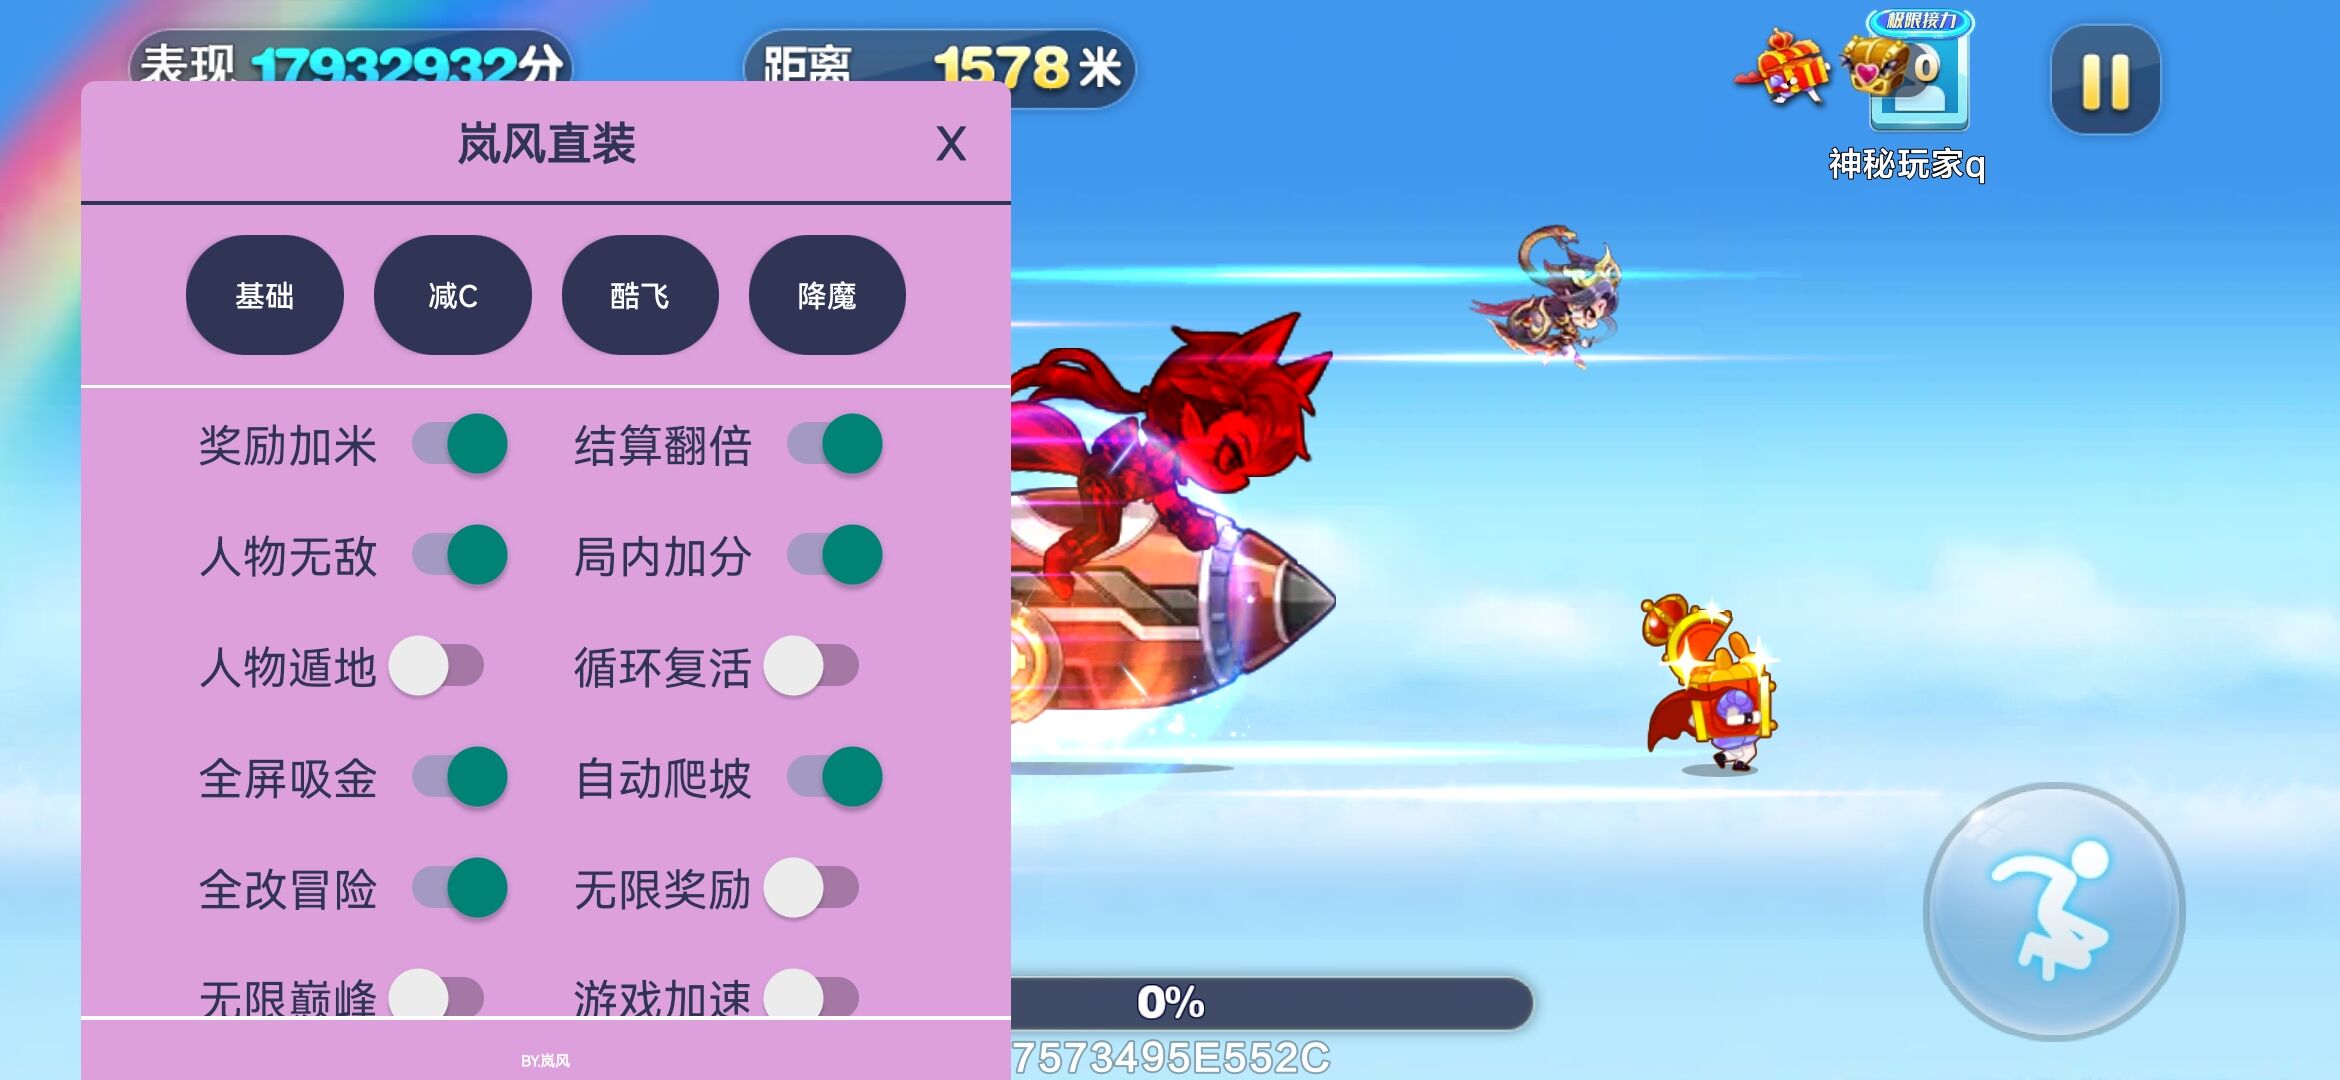 表现 17932932分
距离 1578米
极限接力
0
神秘玩家q
岚风直装 X
基础 减C 酷飞 降魔
奖励加米 结算翻倍
人物无敌 局内加分
人物遁地 循环复活
全屏吸金 自动爬坡
全改冒险 无限奖励
无限巅峰 游戏加速
0%
BY.岚风
7573495E552C